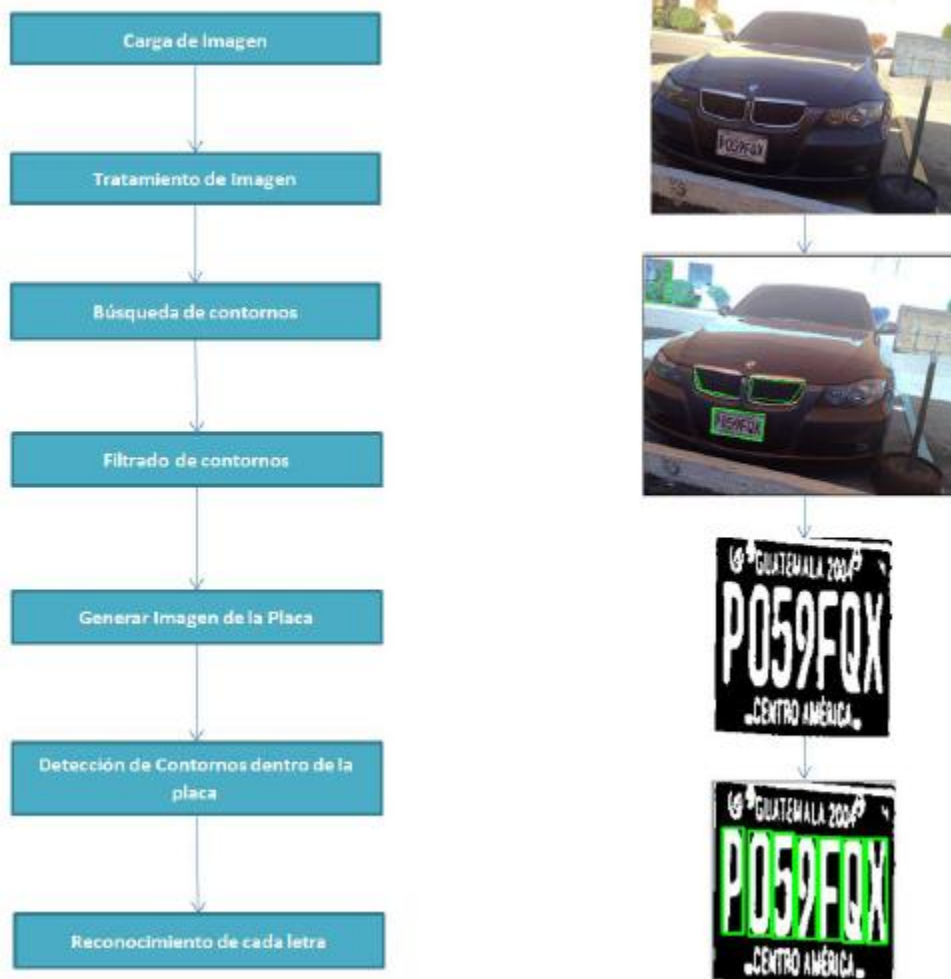 Carga de Imagen
Tratamiento de Imagen
Búsqueda de contornos
Filtrado de contornos
Generar Imagen de la Placa
Detección de Contornos dentro de la
placa
Reconocimiento de cada letra
P059FQX
P059FQX
GUATEMALA 2004
P059FQX
CENTRO AMÉRICA
GUATEMALA 2004
P059FQX
CENTRO AMÉRICA